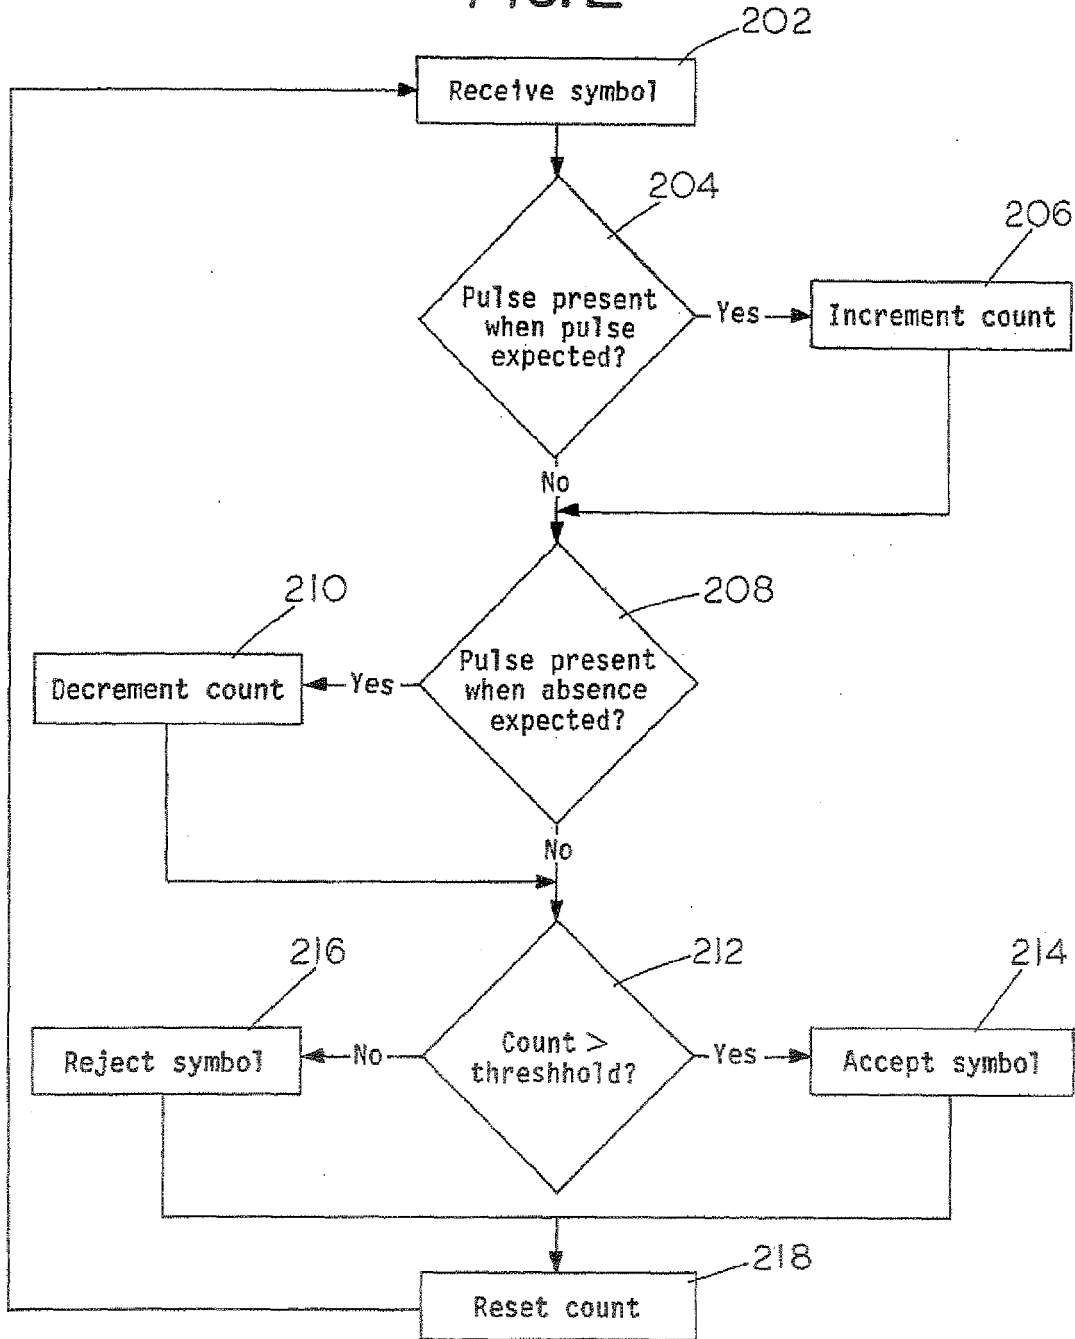 FIG. 2
202
Receive symbol
204
206
Pulse present
when pulse
expected?
Yes
Increment count
No
210
208
Pulse present
when absence
expected?
Yes
Decrement count
No
216
212
214
Count >
threshhold?
No
Yes
Reject symbol
Accept symbol
218
Reset count